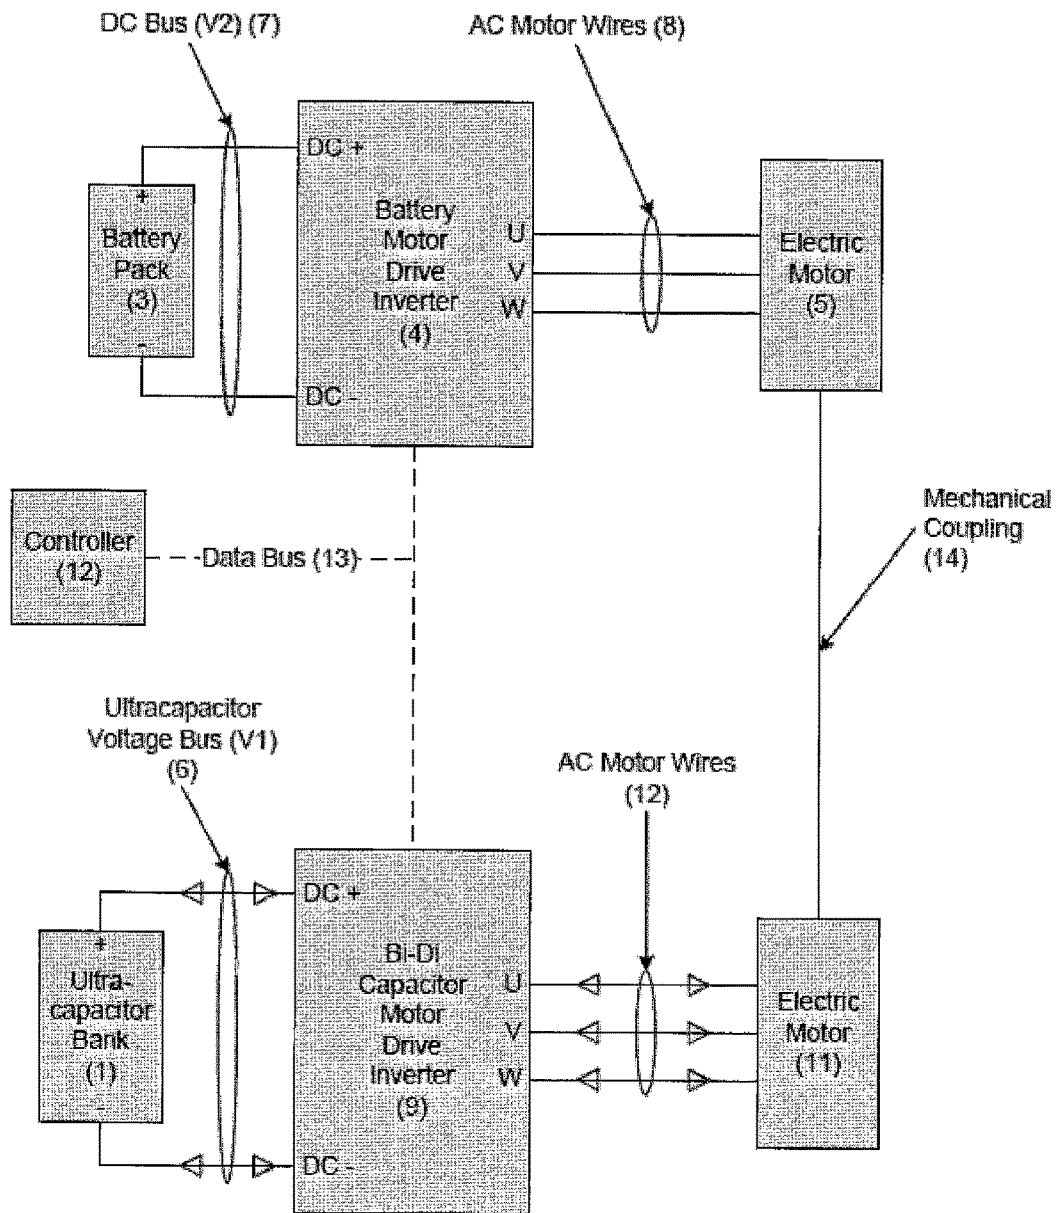 DC Bus (V2) (7)
AC Motor Wires (8)
DC +
+
Battery
Pack
(3)
-
Battery
Motor
Drive
Inverter
(4)
U
V
W
Electric
Motor
(5)
DC -
Controller
(12)
Data Bus (13)
Mechanical
Coupling
(14)
Ultracapacitor
Voltage Bus (V1)
(6)
AC Motor Wires
(12)
DC +
+
Ultra-
capacitor
Bank
(1)
-
Bi-Di
Capacitor
Motor
Drive
Inverter
(9)
U
V
W
Electric
Motor
(11)
DC -